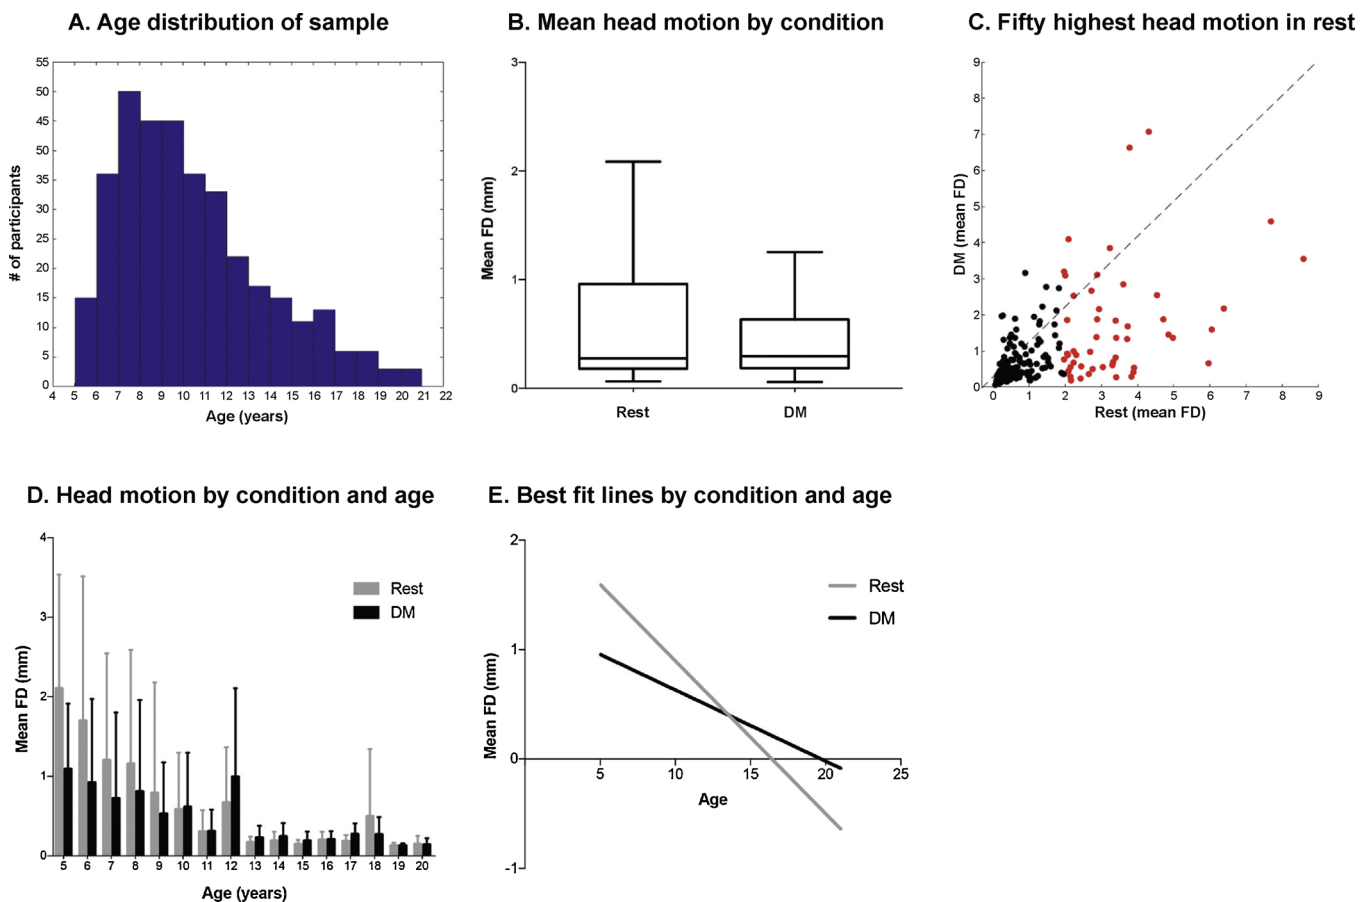 A. Age distribution of sample
55
50
45
50
35
50
25
20
15
10
5
0
# of participants
4 5 6 7 8 9 10 11 12 13 14 15 16 17 18 19 20 21 22
Age (years)
B. Mean head motion by condition
3
2
1
0
Mean FD (mm)
Rest DM
C. Fifty highest head motion in rest
9
8
7
6
5
4
3
2
1
0
DM (mean FD)
0 1 2 3 4 5 6 7 8 9
Rest (mean FD)
D. Head motion by condition and age
4
3
2
1
0
Mean FD (mm)
Rest
DM
5 6 7 8 9 10 11 12 13 14 15 16 17 18 19 20
Age (years)
E. Best fit lines by condition and age
2
1
0
-1
Mean FD (mm)
Rest
DM
5 10 15 20 25
Age